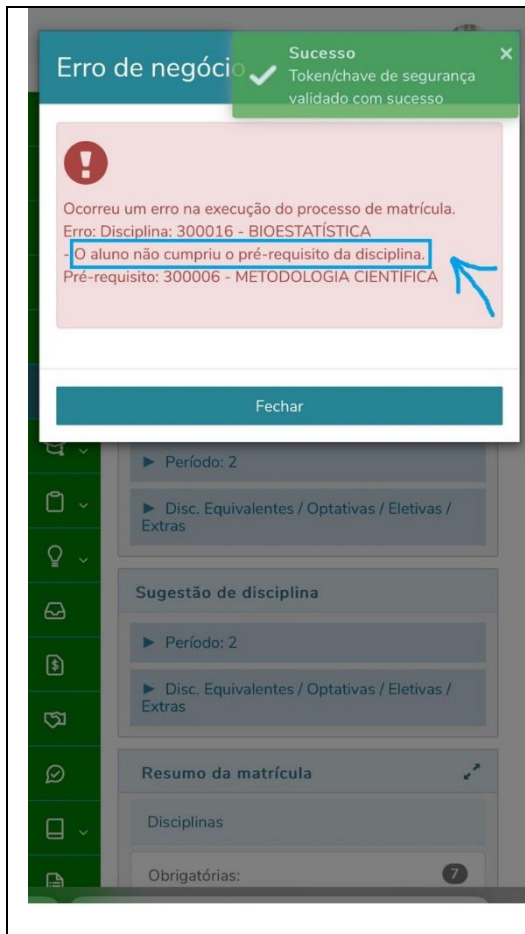 Erro de negócio
Sucesso
Token/chave de segurança
validado com sucesso
Ocorreu um erro na execução do processo de matrícula.
Erro: Disciplina: 300016 - BIOESTATÍSTICA
- O aluno não cumpriu o pré-requisito da disciplina.
Pré-requisito: 300006 - METODOLOGIA CIENTÍFICA
Fechar
Período: 2
Disc. Equivalentes / Optativas / Eletivas /
Extras
Sugestão de disciplina
Período: 2
Disc. Equivalentes / Optativas / Eletivas /
Extras
Resumo da matrícula
Disciplinas
Obrigatórias: 7